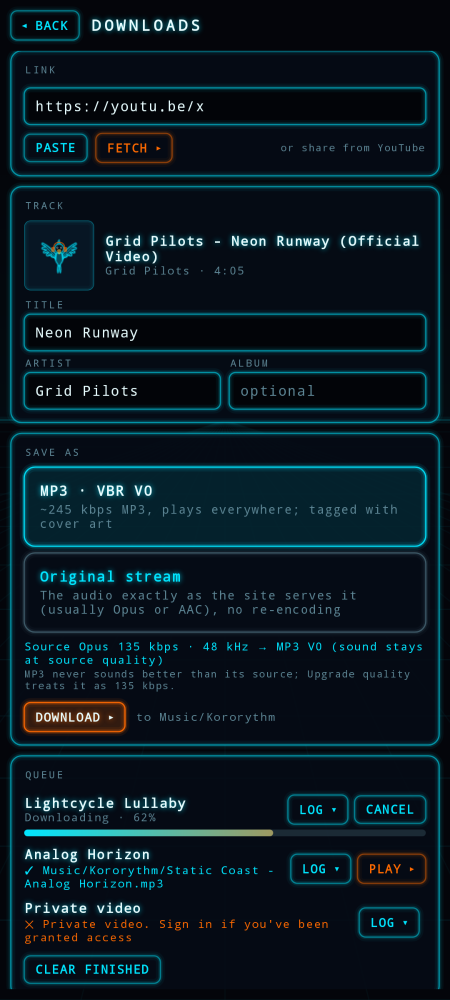 ◂ BACK DOWNLOADS
LINK
https://youtu.be/x
PASTE FETCH ▸ or share from YouTube
TRACK
Grid Pilots - Neon Runway (Official
Video)
Grid Pilots · 4:05
TITLE
Neon Runway
ARTIST ALBUM
Grid Pilots optional
SAVE AS
MP3 · VBR V0
~245 kbps MP3, plays everywhere; tagged with
cover art
Original stream
The audio exactly as the site serves it
(usually Opus or AAC), no re-encoding
Source Opus 135 kbps · 48 kHz → MP3 V0 (sound stays
at source quality)
MP3 never sounds better than its source; Upgrade quality
treats it as 135 kbps.
DOWNLOAD ▸ to Music/Kororythm
QUEUE
Lightcycle Lullaby
Downloading · 62%
LOG ▾ CANCEL
Analog Horizon
✓ Music/Kororythm/Static Coast -
Analog Horizon.mp3
LOG ▾ PLAY ▸
Private video
✕ Private video. Sign in if you've been
granted access
LOG ▾
CLEAR FINISHED